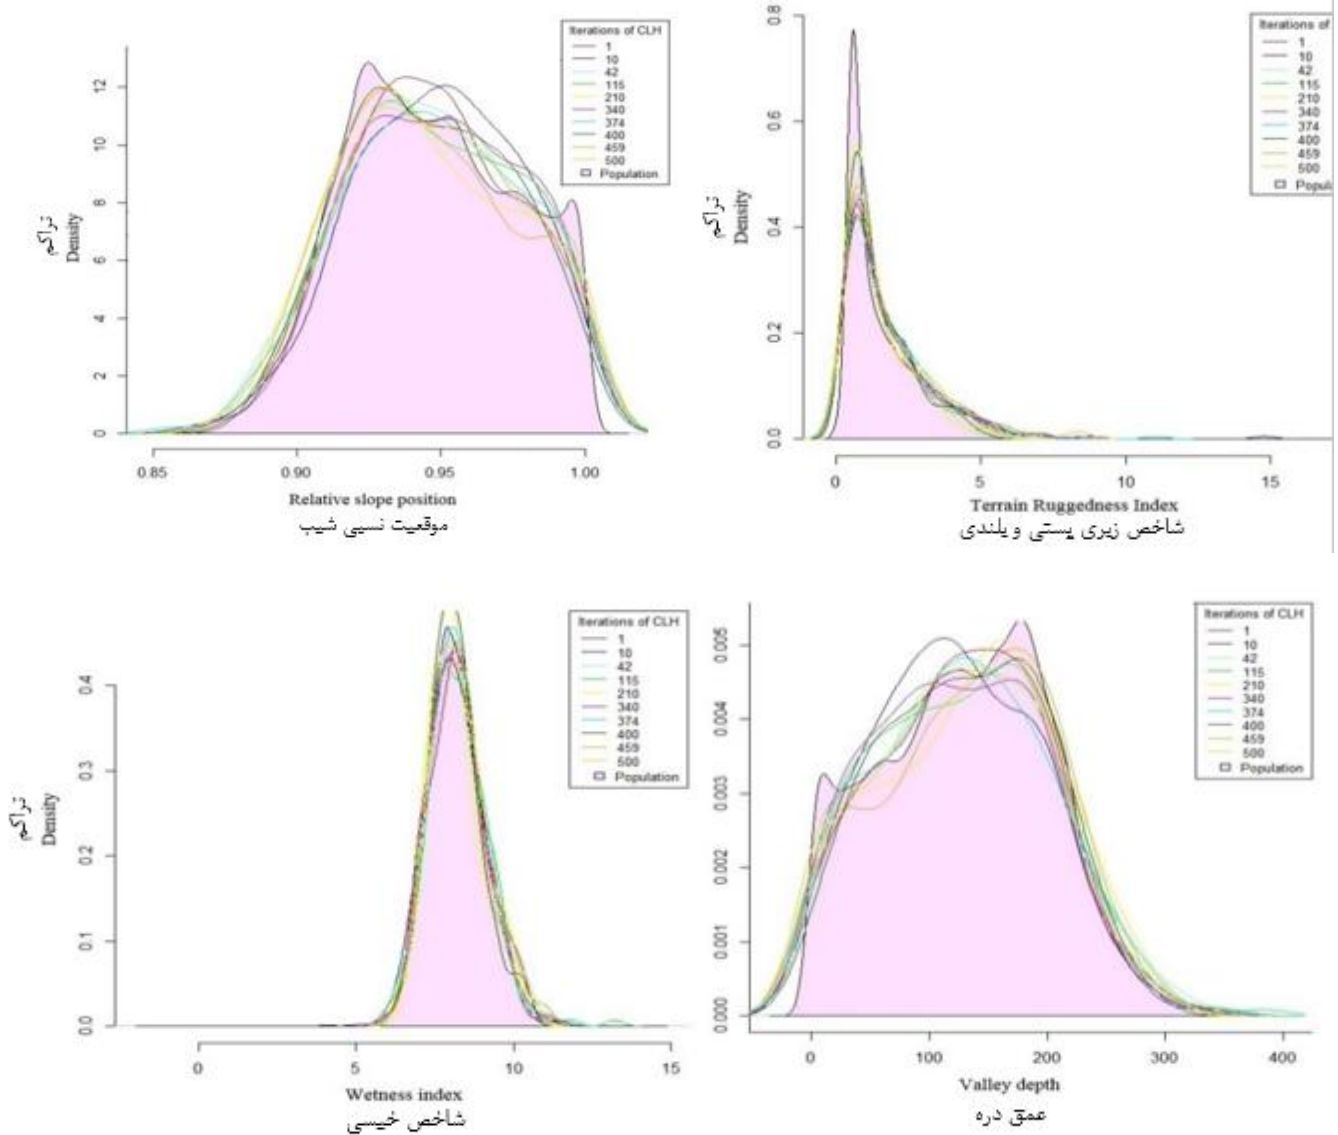 Iterations of CLH
1
10
42
115
210
340
374
400
459
500
Population
12
10
8
6
4
2
0
تراکم
Density
0.85 0.90 0.95 1.00
Relative slope position
موقعیت نسیی شیب
Iterations of
1
10
42
115
210
340
374
400
459
500
Popul
0.8
0.6
0.4
0.2
0.0
تراکم
Density
0 5 10 15
Terrain Ruggedness Index
شاخص زیری پستی و یلندی
Iterations of CLH
1
10
42
115
210
340
374
400
459
500
Population
0.4
0.3
0.2
0.1
0.0
تراکم
Density
0 5 10 15
Wetness index
شاخص خیسی
Iterations of CLH
1
10
42
115
210
340
374
400
459
500
Population
0.005
0.004
0.003
0.002
0.001
0.000
0 100 200 300 400
Valley depth
عمق دره